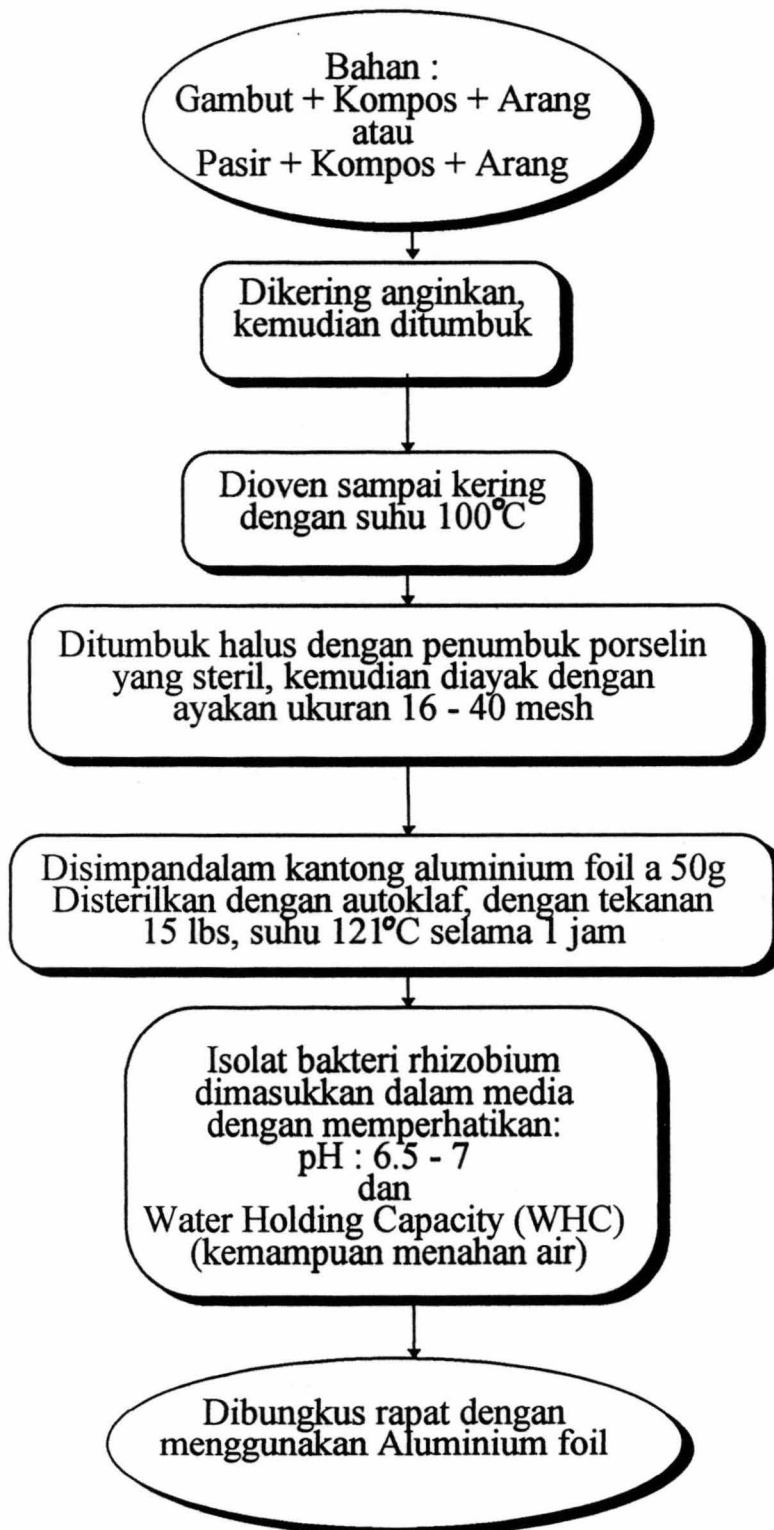 Bahan :
Gambut + Kompos + Arang
atau
Pasir + Kompos + Arang
Dikering anginkan,
kemudian ditumbuk
Dioven sampai kering
dengan suhu 100°C
Ditumbuk halus dengan penumbuk porselin
yang steril, kemudian diayak dengan
ayakan ukuran 16 - 40 mesh
Disimpandalam kantong aluminium foil a 50g
Disterilkan dengan autoklaf, dengan tekanan
15 lbs, suhu 121°C selama 1 jam
Isolat bakteri rhizobium
dimasukkan dalam media
dengan memperhatikan:
pH : 6.5 - 7
dan
Water Holding Capacity (WHC)
(kemampuan menahan air)
Dibungkus rapat dengan
menggunakan Aluminium foil